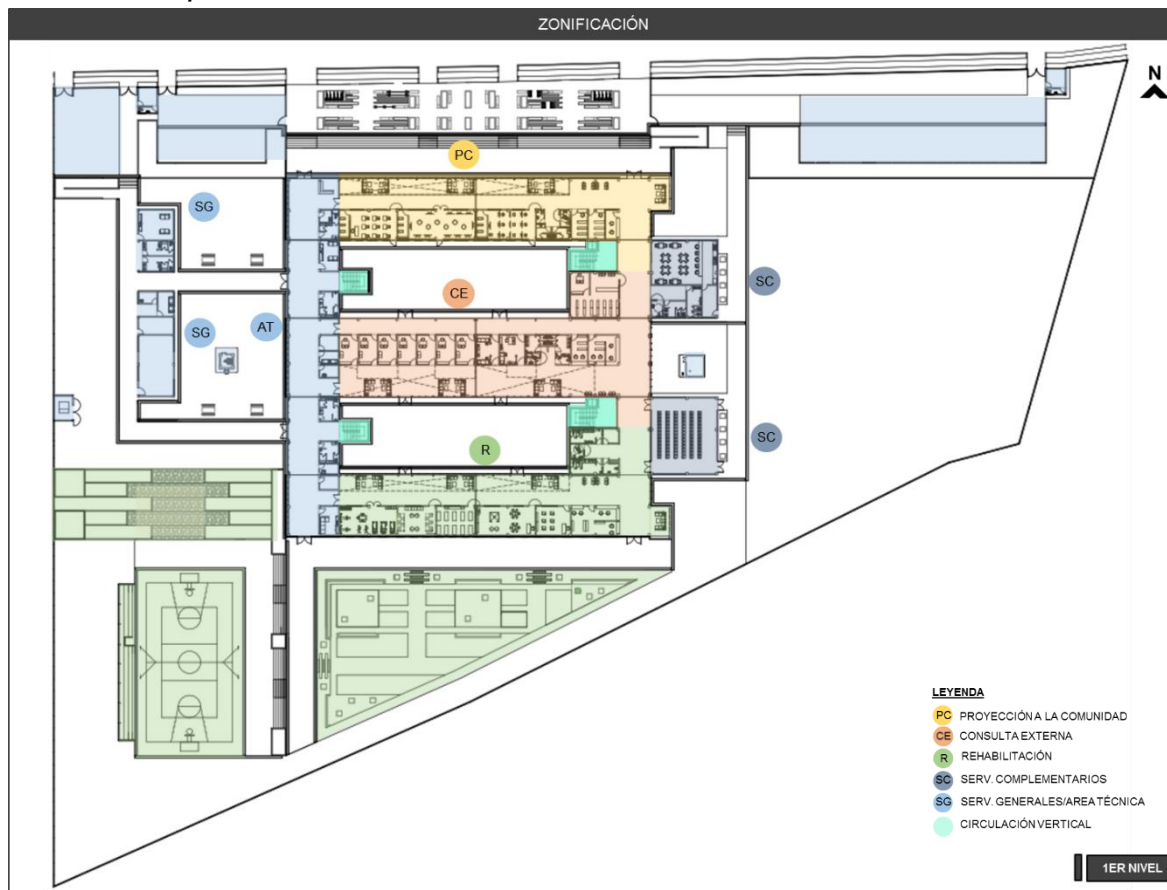 ZONIFICACIÓN
N
PC
SG
CE
SC
SG
AT
R
SC
LEYENDA
PC PROYECCIÓN A LA COMUNIDAD
CE CONSULTA EXTERNA
R REHABILITACIÓN
SC SERV. COMPLEMENTARIOS
SG SERV. GENERALES/AREA TÉCNICA
CIRCULACIÓN VERTICAL
1ER NIVEL